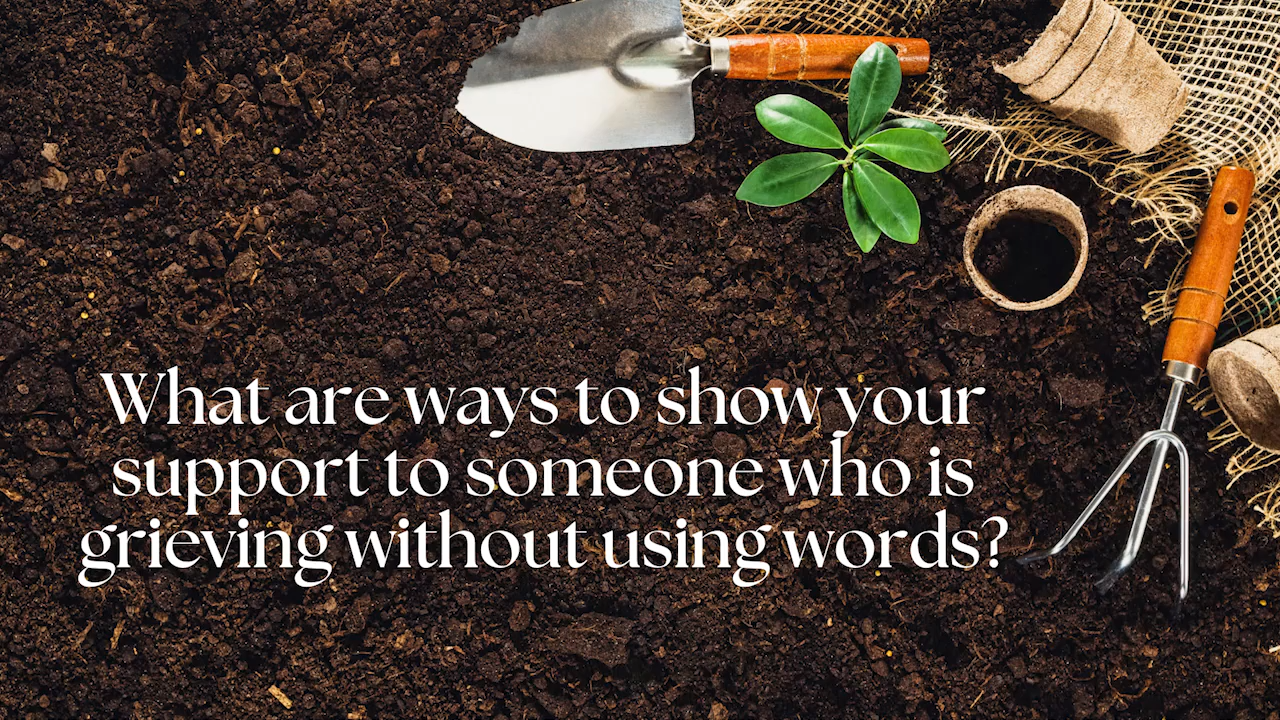 What are ways to show your
support to someone who is
grieving without using words?